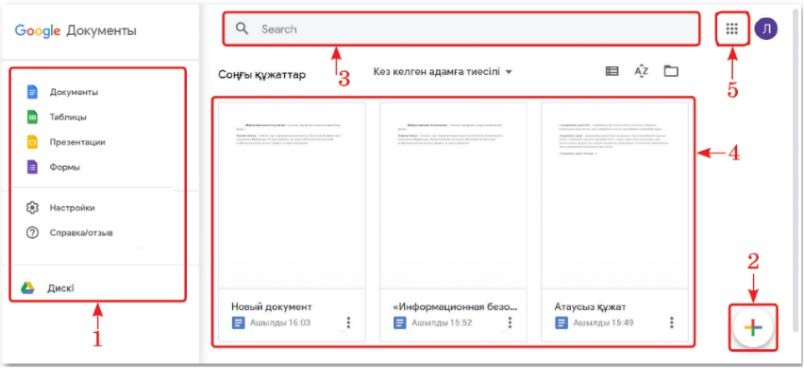 Google Документы
Search
3
5
Л
Документы
Таблицы
Презентации
Формы
Настройки
Справка/отзыв
Дискі
1
Соңғы құжаттар
Кез келген адамға тиесілі
AZ
4
Новый документ
Ашылды 16:03
«Информационная безо...
Ашылды 15:52
Атаусыз құжат
Ашылды 15:49
2